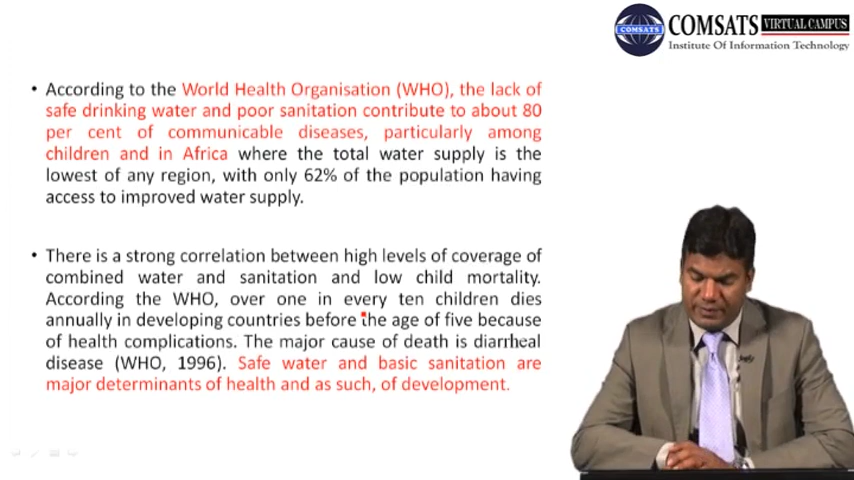 COMSATS VIRTUAL CAMPUS
COMSATS
Institute Of Information Technology
• According to the World Health Organisation (WHO), the lack of
safe drinking water and poor sanitation contribute to about 80
per cent of communicable diseases, particularly among
children and in Africa where the total water supply is the
lowest of any region, with only 62% of the population having
access to improved water supply.
• There is a strong correlation between high levels of coverage of
combined water and sanitation and low child mortality.
According the WHO, over one in every ten children dies
annually in developing countries before the age of five because
of health complications. The major cause of death is diarrheal
disease (WHO, 1996). Safe water and basic sanitation are
major determinants of health and as such, of development.